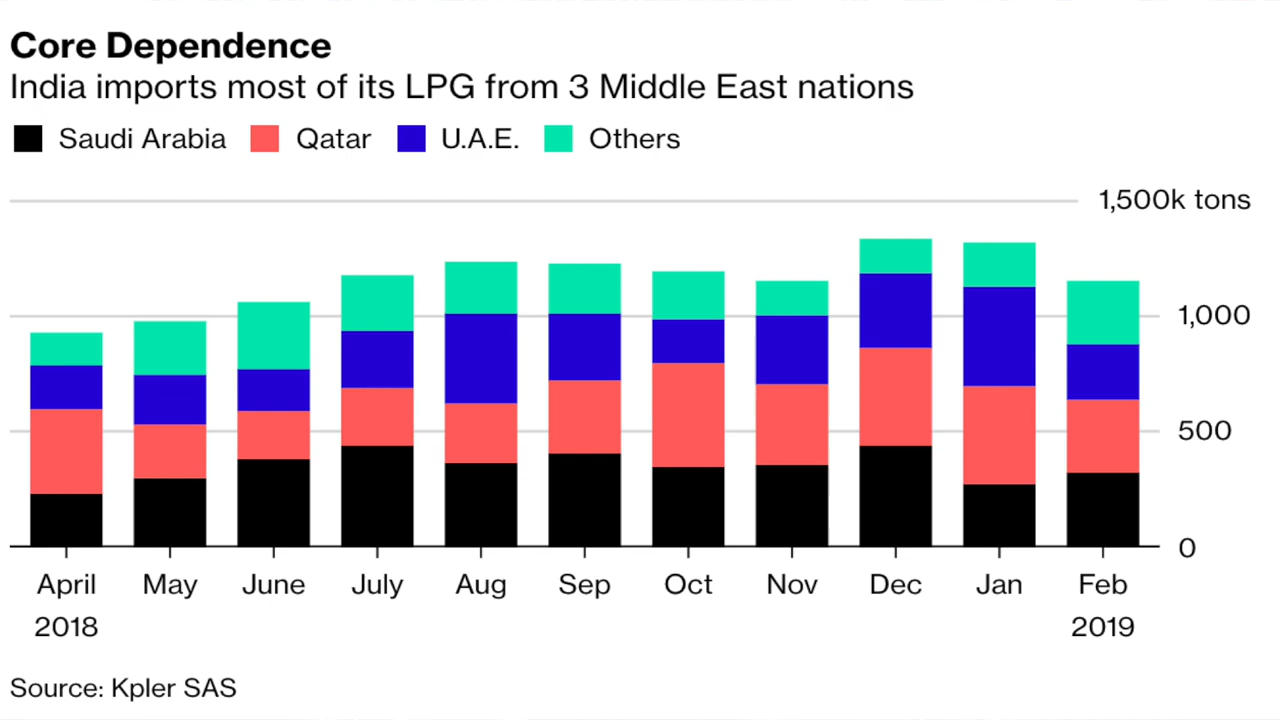 Core Dependence
India imports most of its LPG from 3 Middle East nations
Saudi Arabia Qatar U.A.E. Others
1,500k tons
1,000
500
0
April May June July Aug Sep Oct Nov Dec Jan Feb
2018 2019
Source: Kpler SAS